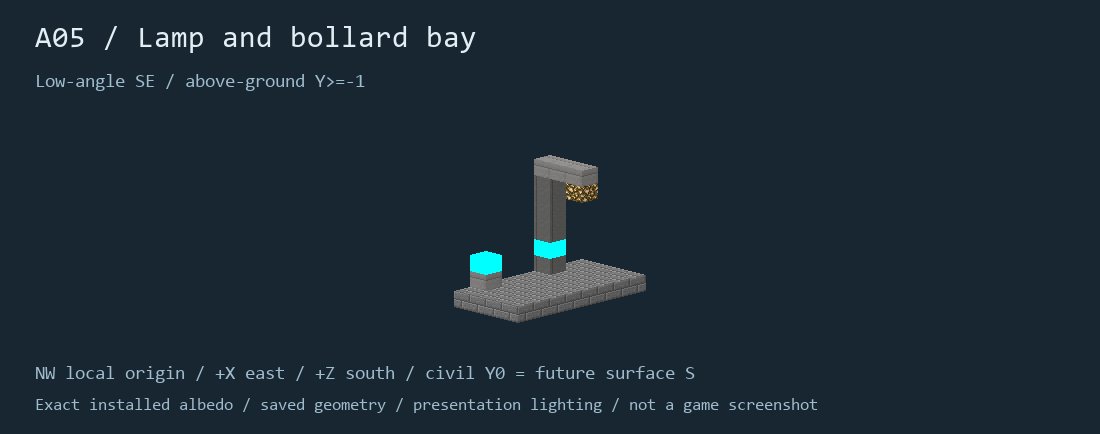 A05 / Lamp and bollard bay
Low-angle SE / above-ground Y>=-1
NW local origin / +X east / +Z south / civil Y0 = future surface S
Exact installed albedo / saved geometry / presentation lighting / not a game screenshot